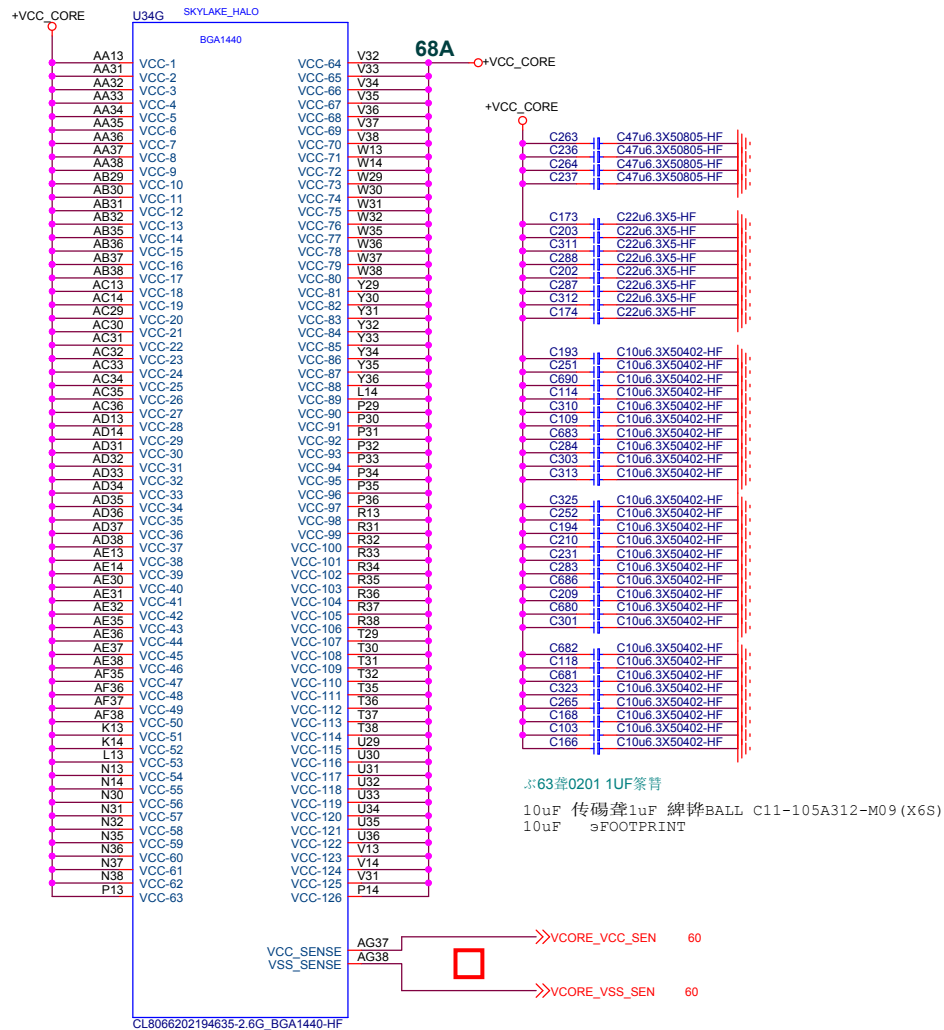 +VCC_CORE
U34G SKYLAKE_HALO
BGA1440
68A
+VCC_CORE
AA13 VCC-1 VCC-64 V32
AA31 VCC-2 VCC-65 V33
AA32 VCC-3 VCC-66 V34
AA33 VCC-4 VCC-67 V35
AA34 VCC-5 VCC-68 V36
AA35 VCC-6 VCC-69 V37
AA36 VCC-7 VCC-70 V38
AA37 VCC-8 VCC-71 W13
AA38 VCC-9 VCC-72 W14
AB29 VCC-10 VCC-73 W29
AB30 VCC-11 VCC-74 W30
AB31 VCC-12 VCC-75 W31
AB32 VCC-13 VCC-76 W32
AB35 VCC-14 VCC-77 W35
AB36 VCC-15 VCC-78 W36
AB37 VCC-16 VCC-79 W37
AB38 VCC-17 VCC-80 W38
AC13 VCC-18 VCC-81 Y29
AC14 VCC-19 VCC-82 Y30
AC29 VCC-20 VCC-83 Y31
AC30 VCC-21 VCC-84 Y32
AC31 VCC-22 VCC-85 Y33
AC32 VCC-23 VCC-86 Y34
AC33 VCC-24 VCC-87 Y35
AC34 VCC-25 VCC-88 Y36
AC35 VCC-26 VCC-89 L14
AC36 VCC-27 VCC-90 P29
AD13 VCC-28 VCC-91 P30
AD14 VCC-29 VCC-92 P31
AD31 VCC-30 VCC-93 P32
AD32 VCC-31 VCC-94 P33
AD33 VCC-32 VCC-95 P34
AD34 VCC-33 VCC-96 P35
AD35 VCC-34 VCC-97 P36
AD36 VCC-35 VCC-98 R13
AD37 VCC-36 VCC-99 R31
AD38 VCC-37 VCC-100 R32
AE13 VCC-38 VCC-101 R33
AE14 VCC-39 VCC-102 R34
AE30 VCC-40 VCC-103 R35
AE31 VCC-41 VCC-104 R36
AE32 VCC-42 VCC-105 R37
AE35 VCC-43 VCC-106 R38
AE36 VCC-44 VCC-107 T29
AE37 VCC-45 VCC-108 T30
AE38 VCC-46 VCC-109 T31
AF35 VCC-47 VCC-110 T32
AF36 VCC-48 VCC-111 T35
AF37 VCC-49 VCC-112 T36
AF38 VCC-50 VCC-113 T37
K13 VCC-51 VCC-114 T38
K14 VCC-52 VCC-115 U29
L13 VCC-53 VCC-116 U30
N13 VCC-54 VCC-117 U31
N14 VCC-55 VCC-118 U32
N30 VCC-56 VCC-119 U33
N31 VCC-57 VCC-120 U34
N32 VCC-58 VCC-121 U35
N35 VCC-59 VCC-122 U36
N36 VCC-60 VCC-123 V13
N37 VCC-61 VCC-124 V14
N38 VCC-62 VCC-125 V31
P13 VCC-63 VCC-126 P14
VCC_SENSE AG37
VSS_SENSE AG38
VCORE_VCC_SEN 60
VCORE_VSS_SEN 60
CL8066202194635-2.6G_BGA1440-HF
+VCC_CORE
C263 C47u6.3X50805-HF
C236 C47u6.3X50805-HF
C264 C47u6.3X50805-HF
C237 C47u6.3X50805-HF
C173 C22u6.3X5-HF
C203 C22u6.3X5-HF
C311 C22u6.3X5-HF
C288 C22u6.3X5-HF
C202 C22u6.3X5-HF
C287 C22u6.3X5-HF
C312 C22u6.3X5-HF
C174 C22u6.3X5-HF
C193 C10u6.3X50402-HF
C251 C10u6.3X50402-HF
C690 C10u6.3X50402-HF
C114 C10u6.3X50402-HF
C310 C10u6.3X50402-HF
C109 C10u6.3X50402-HF
C683 C10u6.3X50402-HF
C284 C10u6.3X50402-HF
C303 C10u6.3X50402-HF
C313 C10u6.3X50402-HF
C325 C10u6.3X50402-HF
C252 C10u6.3X50402-HF
C194 C10u6.3X50402-HF
C210 C10u6.3X50402-HF
C231 C10u6.3X50402-HF
C283 C10u6.3X50402-HF
C686 C10u6.3X50402-HF
C209 C10u6.3X50402-HF
C680 C10u6.3X50402-HF
C301 C10u6.3X50402-HF
C682 C10u6.3X50402-HF
C118 C10u6.3X50402-HF
C681 C10u6.3X50402-HF
C323 C10u6.3X50402-HF
C265 C10u6.3X50402-HF
C168 C10u6.3X50402-HF
C103 C10u6.3X50402-HF
C166 C10u6.3X50402-HF
0201 1UF
10uF 1uF BALL C11-105A312-M09(X6S)
10uF FOOTPRINT